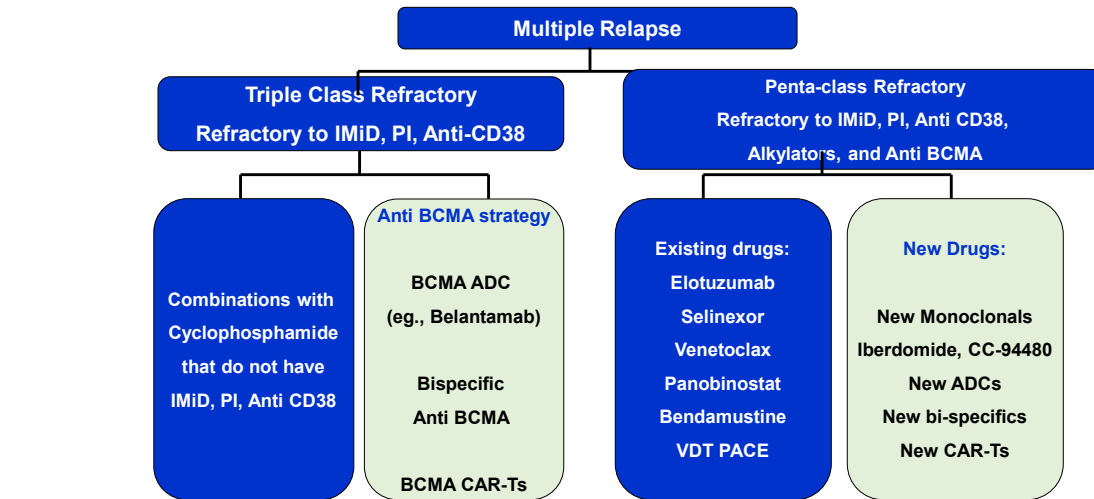 Multiple Relapse
Triple Class Refractory
Refractory to IMiD, PI, Anti-CD38
Penta-class Refractory
Refractory to IMiD, PI, Anti CD38,
Alkylators, and Anti BCMA
Combinations with
Cyclophosphamide
that do not have
IMiD, PI, Anti CD38
Anti BCMA strategy
BCMA ADC
(eg., Belantamab)
Bispecific
Anti BCMA
BCMA CAR-Ts
Existing drugs:
Elotuzumab
Selinexor
Venetoclax
Panobinostat
Bendamustine
VDT PACE
New Drugs:
New Monoclonals
Iberdomide, CC-94480
New ADCs
New bi-specifics
New CAR-Ts